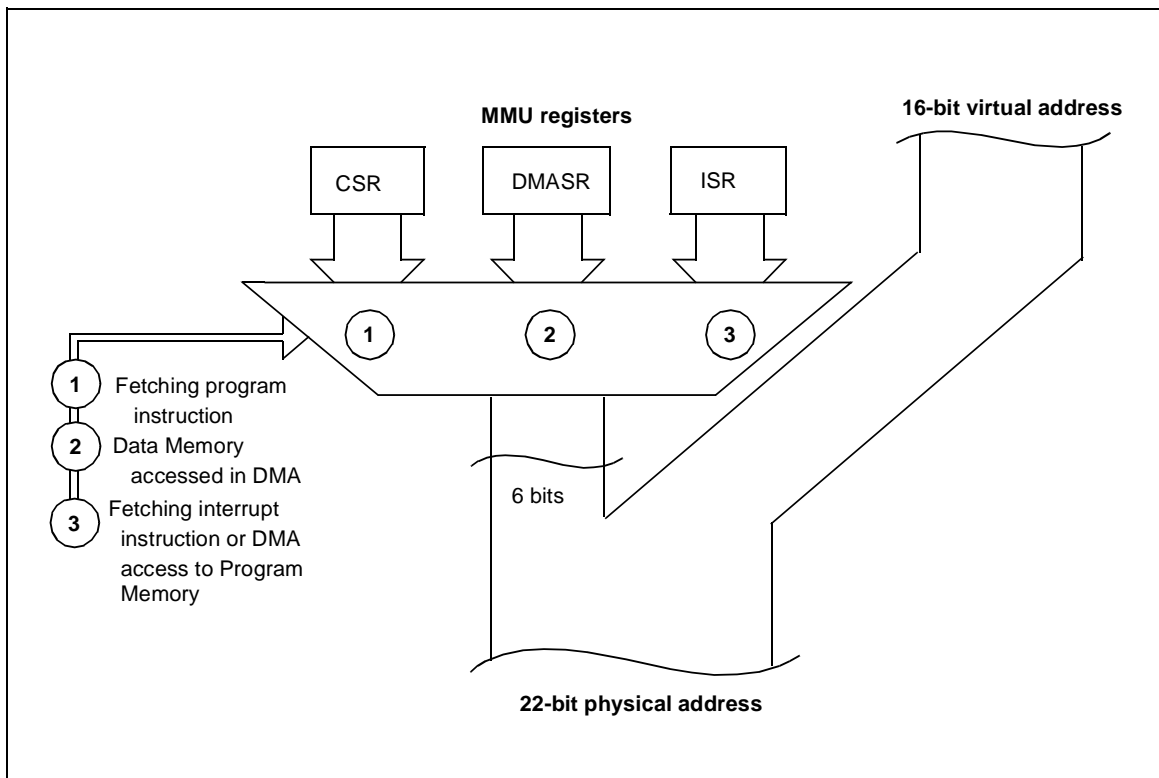 16-bit virtual address
MMU registers
CSR
DMASR
ISR
1
2
3
1
Fetching program
instruction
2
Data Memory
accessed in DMA
3
Fetching interrupt
instruction or DMA
access to Program
Memory
6 bits
22-bit physical address